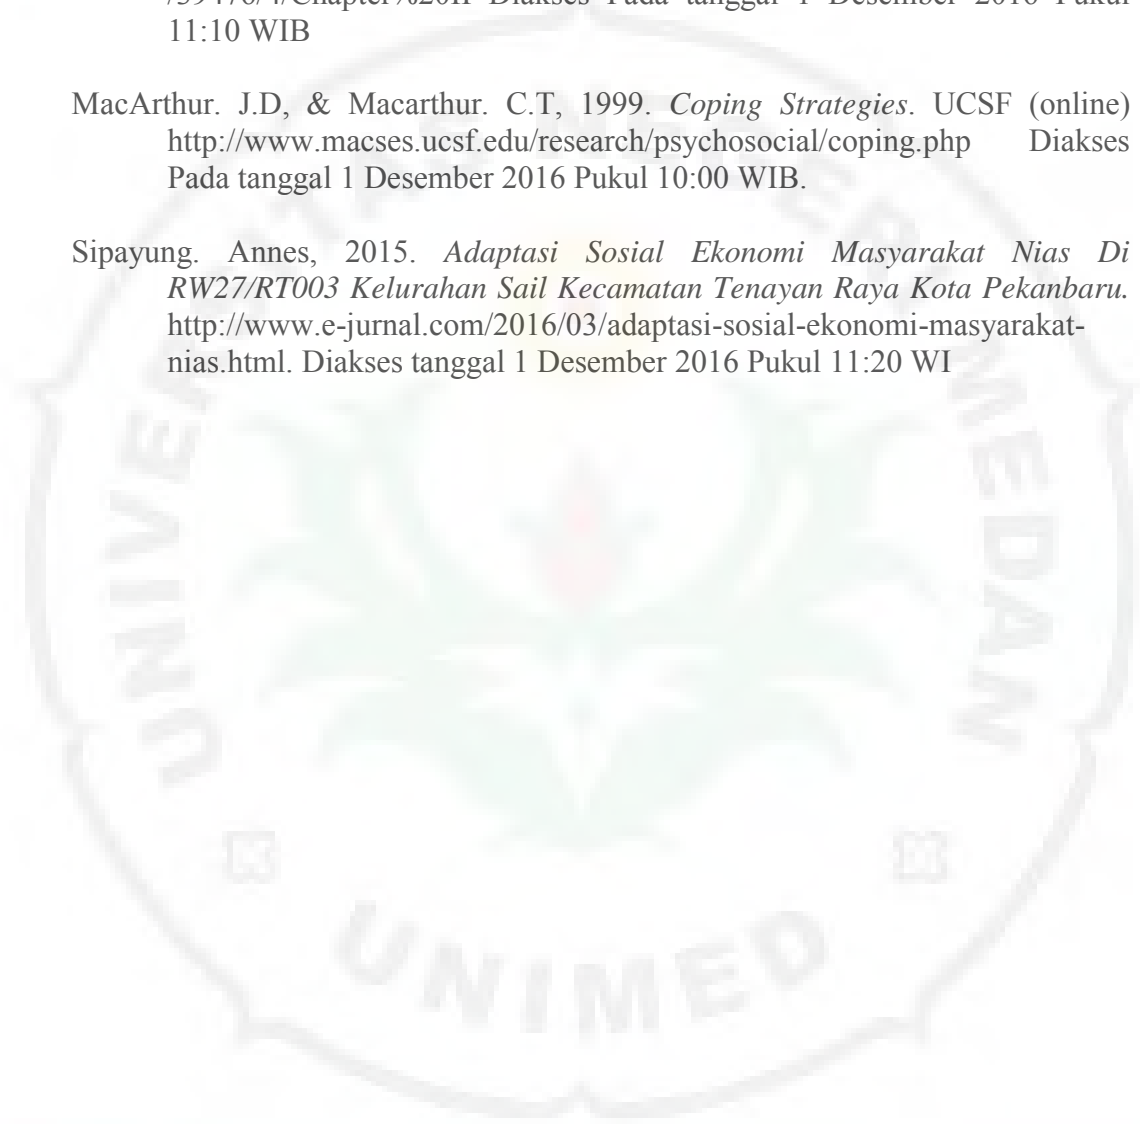 /39476/4/Chapter%20II Diakses Pada tanggal 1 Desember 2016 Pukul
11:10 WIB
MacArthur. J.D, & Macarthur. C.T, 1999. Coping Strategies. UCSF (online)
http://www.macses.ucsf.edu/research/psychosocial/coping.php Diakses
Pada tanggal 1 Desember 2016 Pukul 10:00 WIB.
Sipayung. Annes, 2015. Adaptasi Sosial Ekonomi Masyarakat Nias Di
RW27/RT003 Kelurahan Sail Kecamatan Tenayan Raya Kota Pekanbaru.
http://www.e-jurnal.com/2016/03/adaptasi-sosial-ekonomi-masyarakat-
nias.html. Diakses tanggal 1 Desember 2016 Pukul 11:20 WI
UNIVERSITAS NEGERI MEDAN
UNIMED